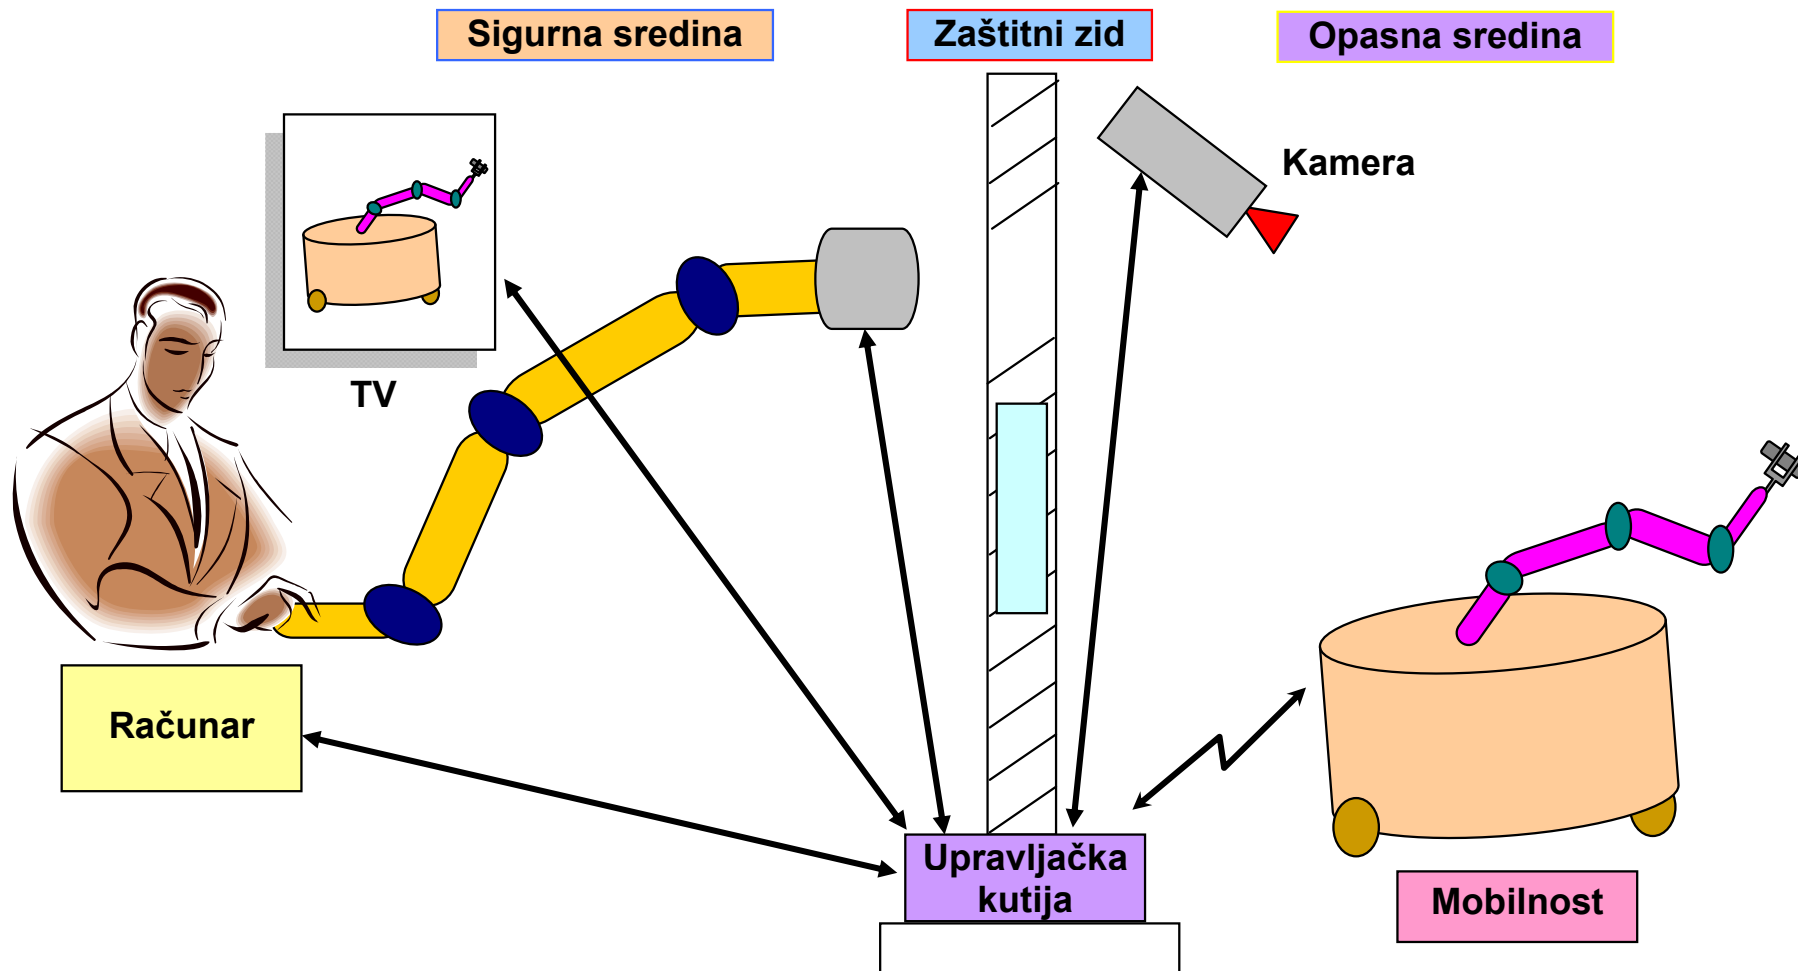 Sigurna sredina
Zaštitni zid
Opasna sredina
Kamera
TV
Računar
Upravljačka
kutija
Mobilnost